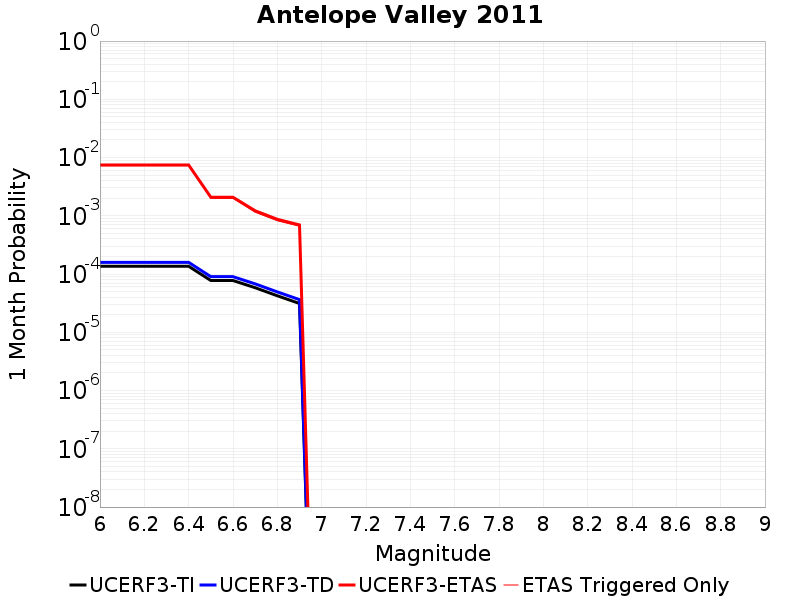 Antelope Valley 2011
1 Month Probability
10^0
10^-1
10^-2
10^-3
10^-4
10^-5
10^-6
10^-7
10^-8
6 6.2 6.4 6.6 6.8 7 7.2 7.4 7.6 7.8 8 8.2 8.4 8.6 8.8 9
Magnitude
UCERF3-TI UCERF3-TD UCERF3-ETAS ETAS Triggered Only